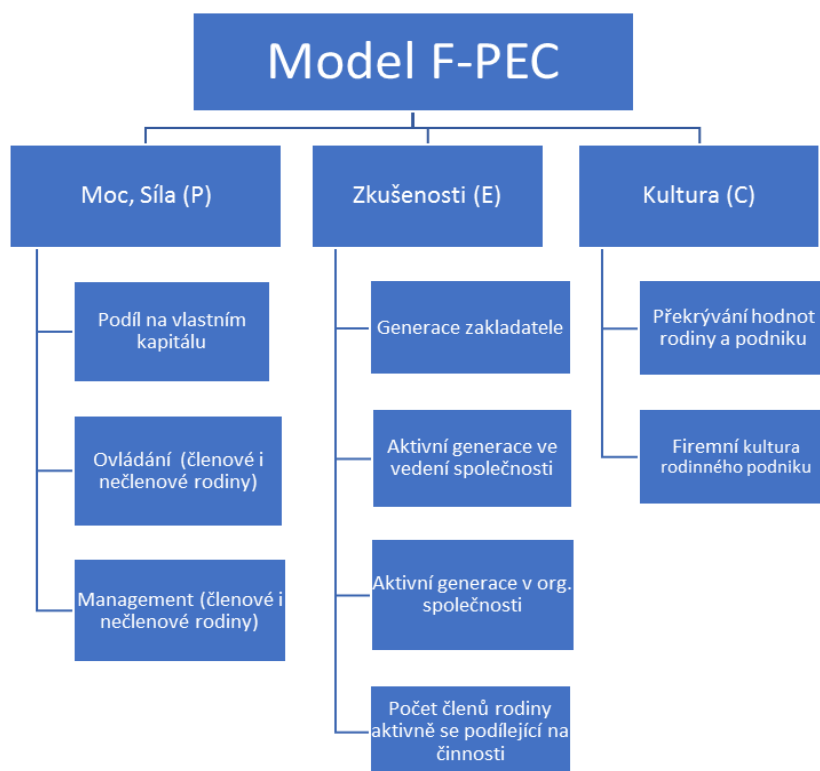 Model F-PEC
Moc, Síla (P)
Podíl na vlastním
kapitálu
Ovládání (členové i
nečlenové rodiny)
Management (členové i
nečlenové rodiny)
Zkušenosti (E)
Generace zakladatele
Aktivní generace ve
vedení společnosti
Aktivní generace v org.
společnosti
Počet členů rodiny
aktivně se podílející na
činnosti
Kultura (C)
Překrývání hodnot
rodiny a podniku
Firemní kultura
rodinného podniku